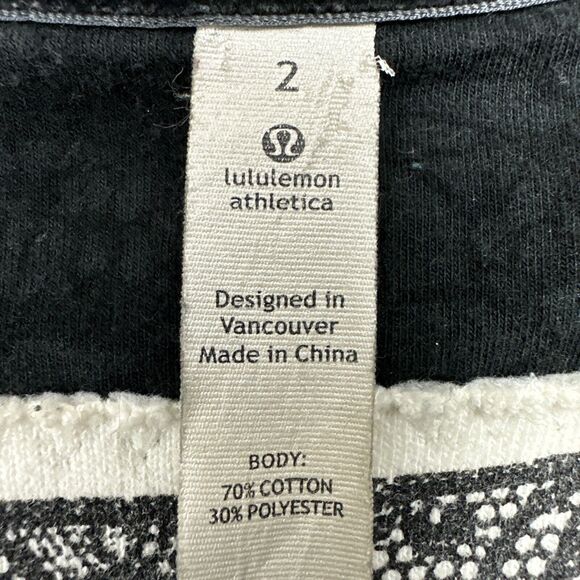 2
lululemon
athletica
Designed in
Vancouver
Made in China
BODY:
70% COTTON
30% POLYESTER